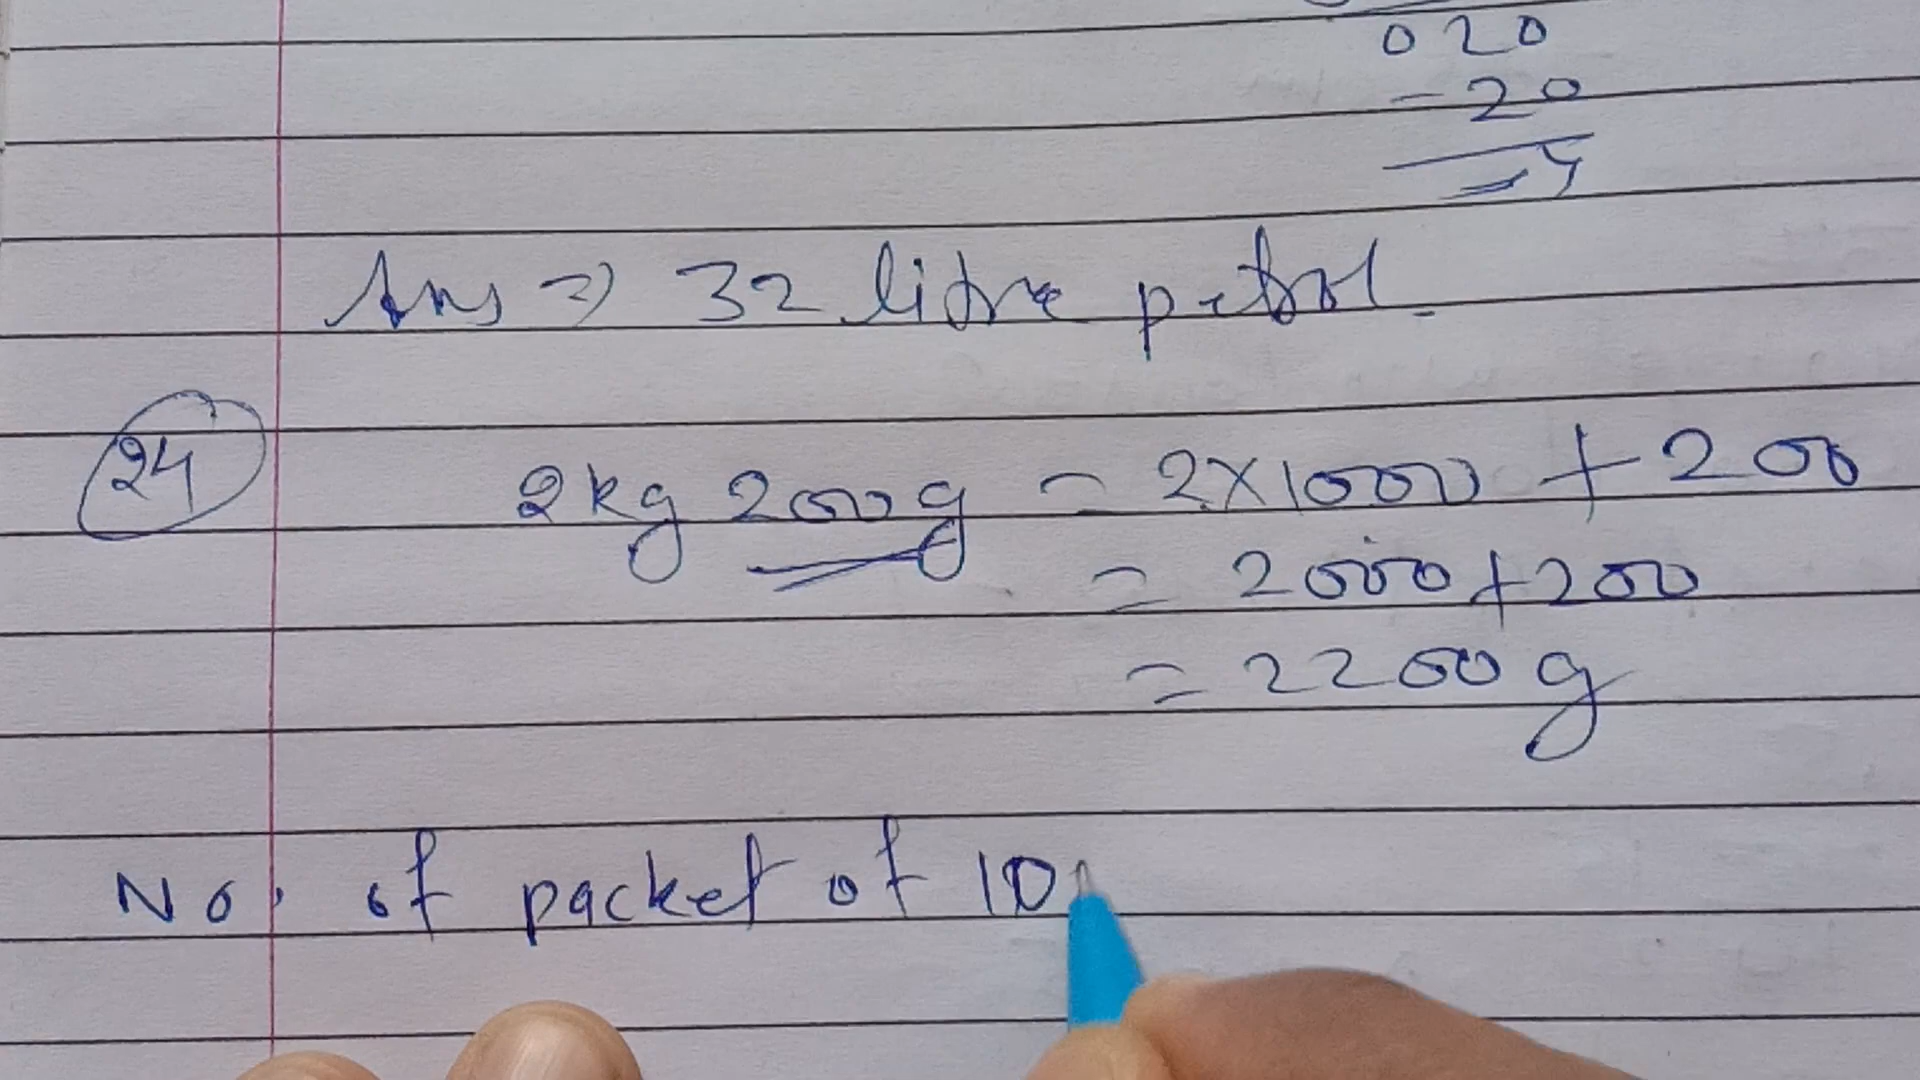 020
- 20
Ans ⇒ 32 litre petrol.
24 2kg 200g = 2×1000 + 200
= 2000+200
= 2200g
No. of packet of 10